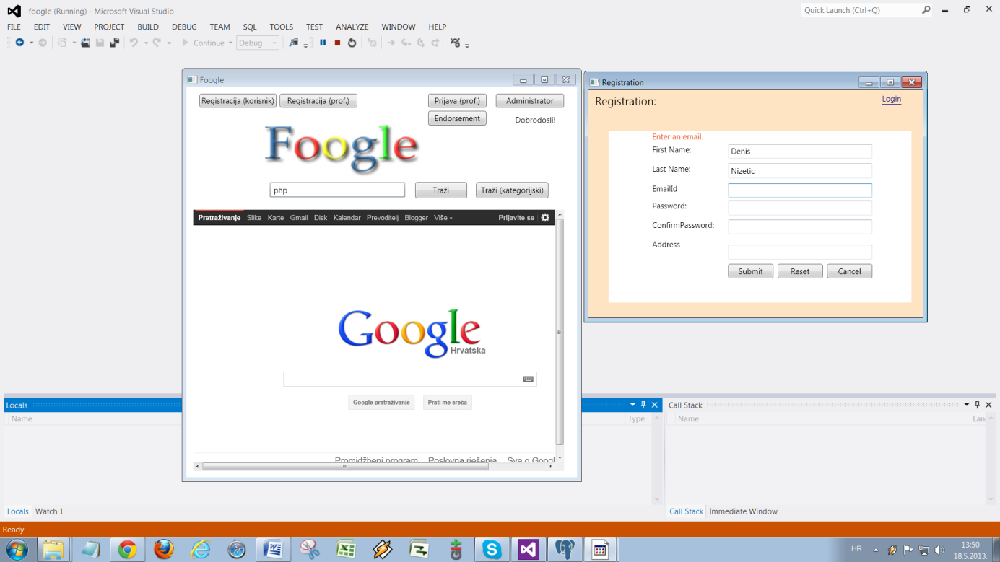 foogle (Running) - Microsoft Visual Studio
Quick Launch (Ctrl+Q)
FILE EDIT VIEW PROJECT BUILD DEBUG TEAM SQL TOOLS TEST ANALYZE WINDOW HELP
Continue Debug
Foogle
Registracija (korisnik) Registracija (prof.) Prijava (prof.) Administrator
Endorsement Dobrodosli!
Foogle
php Traži Traži (kategorijski)
Pretraživanje Slike Karte Gmail Disk Kalendar Prevoditelj Blogger Više Prijavite se
Google
Hrvatska
Google pretraživanje Prati me sreća
Promidžbeni program Poslovna rješenja Sve o Googl
Registration
Registration: Login
Enter an email.
First Name: Denis
Last Name: Nizetic
EmailId
Password:
ConfirmPassword:
Address
Submit Reset Cancel
Locals
Name Type
Locals Watch 1
Call Stack
Name Lan
Call Stack Immediate Window
Ready
HR 13:50
18.5.2013.